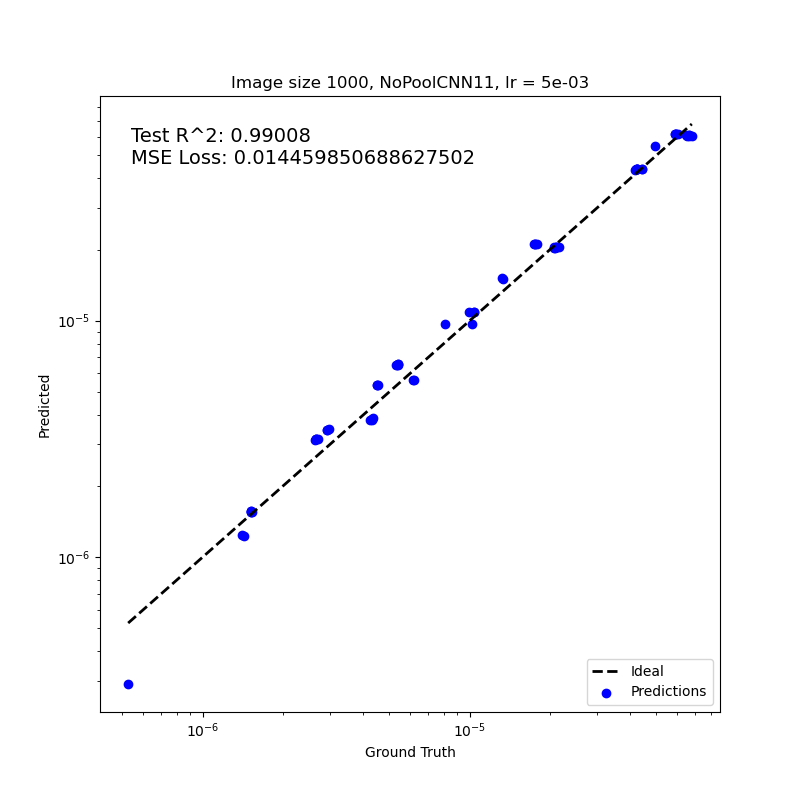 Image size 1000, NoPoolCNN11, lr = 5e-03
Test R^2: 0.99008
MSE Loss: 0.014459850688627502
10⁻⁵
10⁻⁶
Predicted
Ideal
Predictions
10⁻⁶
10⁻⁵
Ground Truth